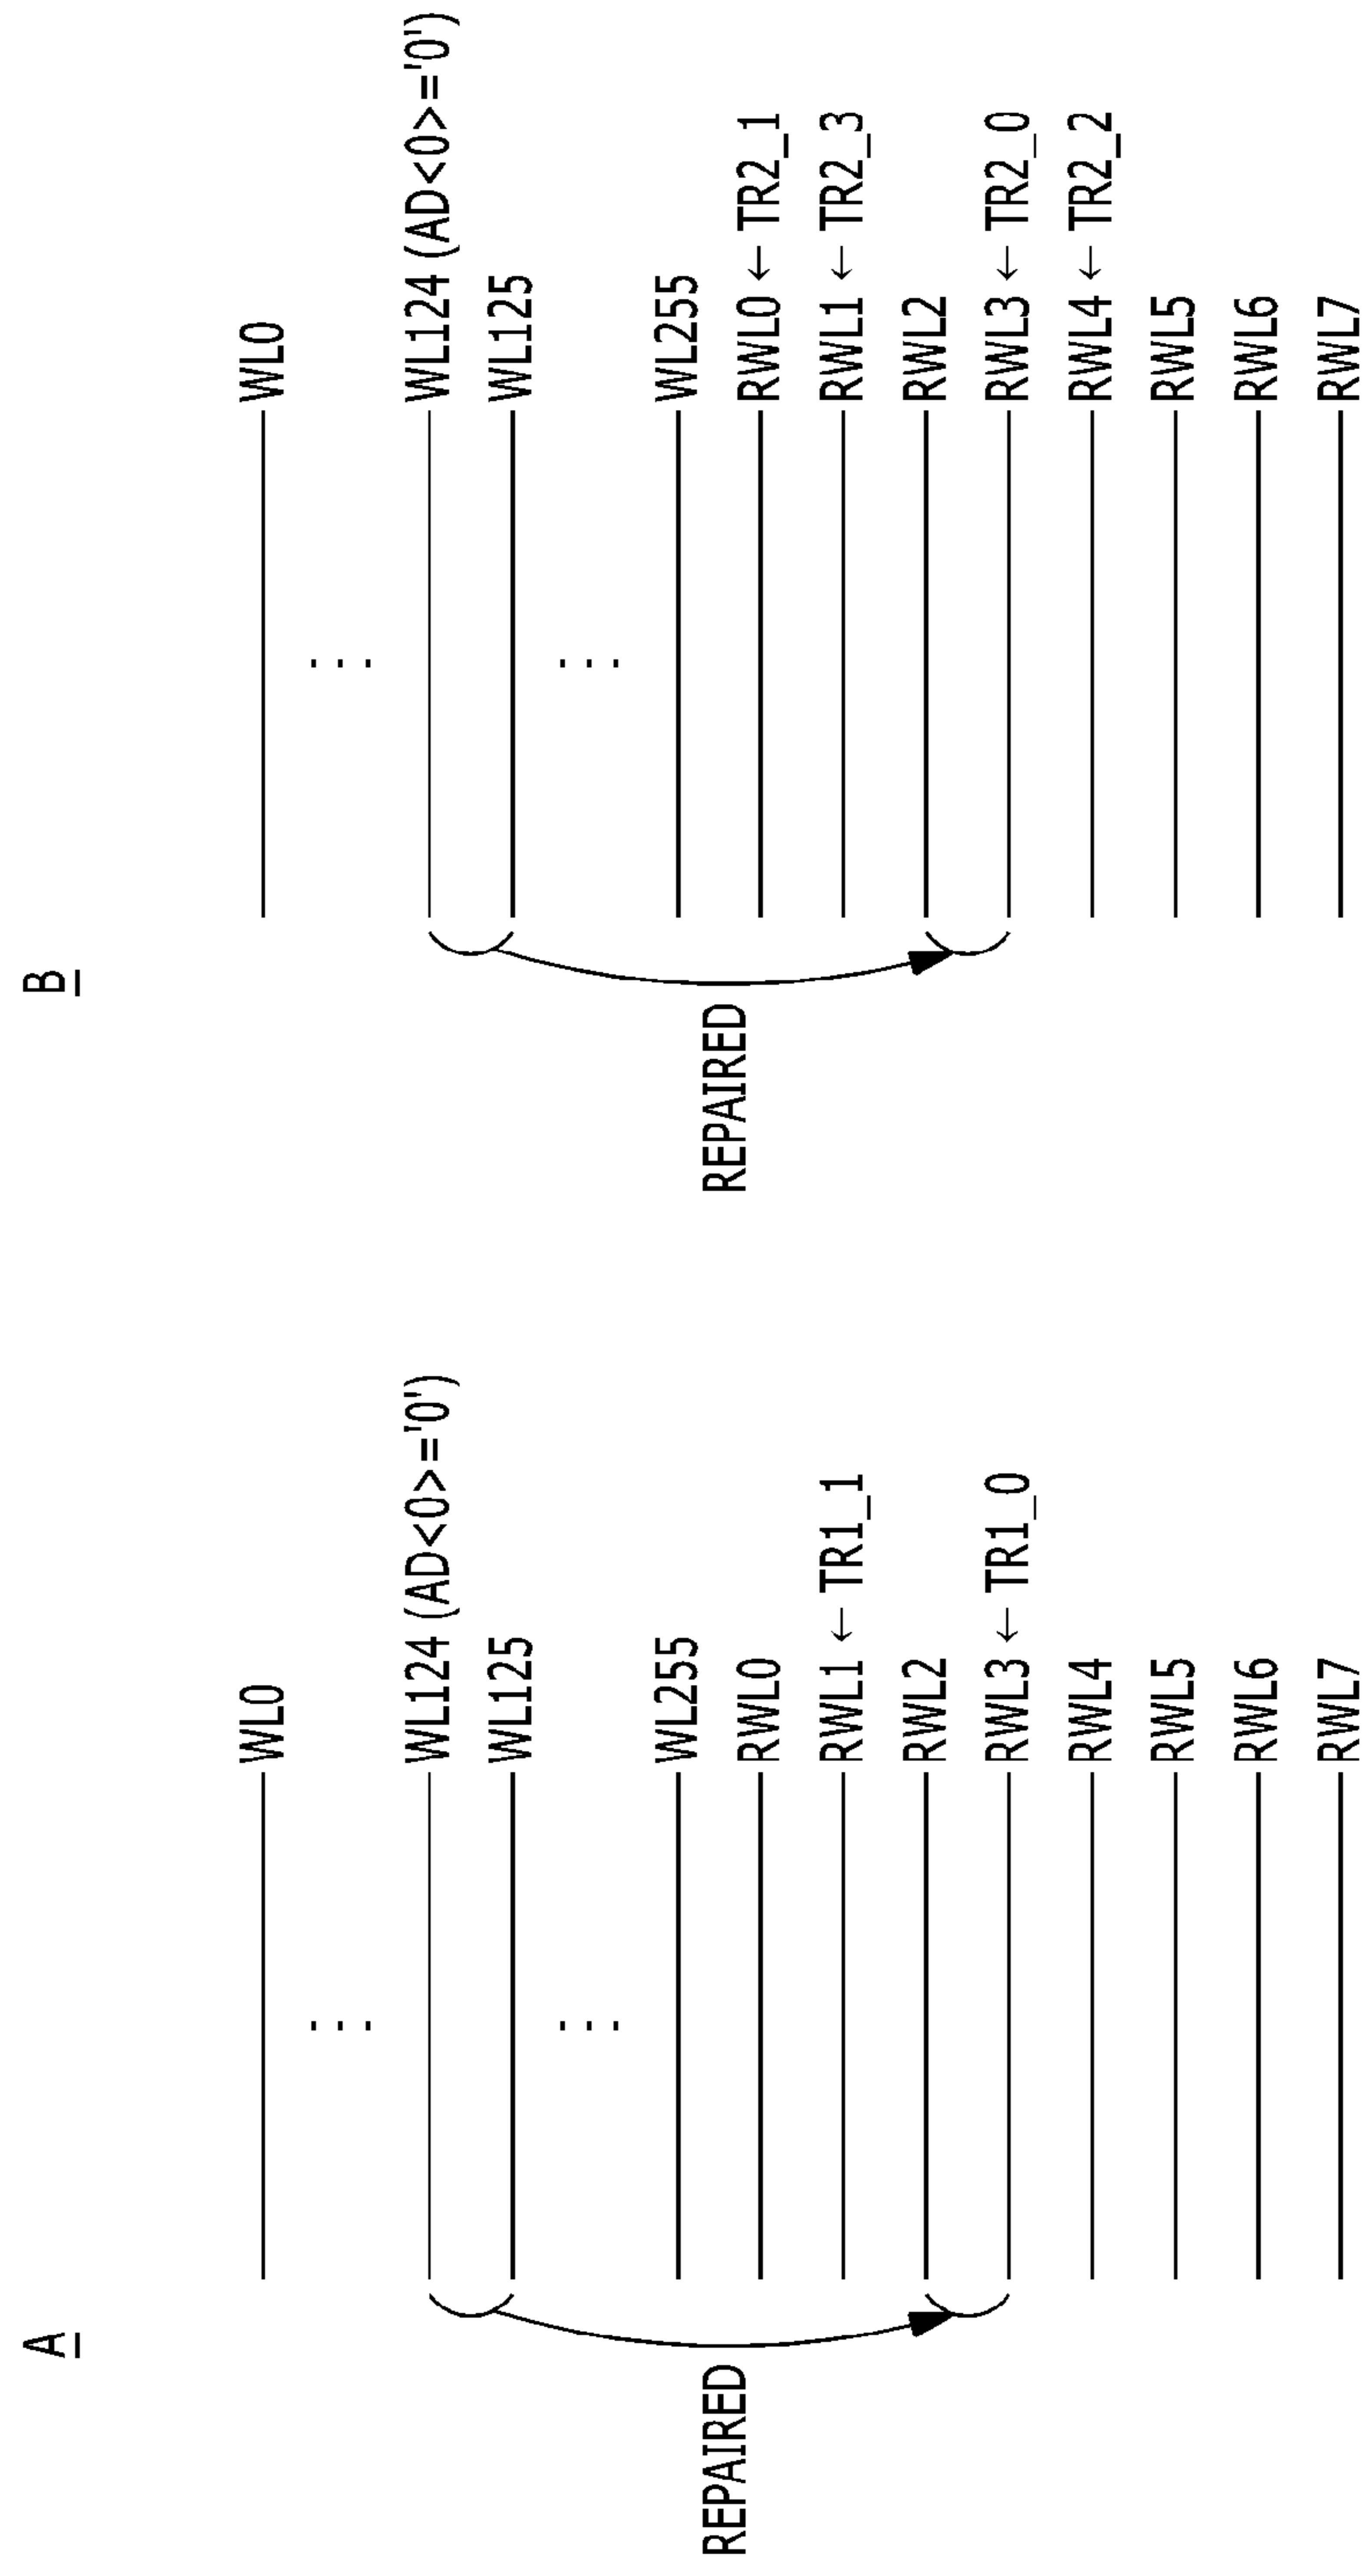 A
WL0
...
WL124 (AD<0>='0')
WL125
...
WL255
RWL0
RWL1 ← TR1_1
RWL2
RWL3 ← TR1_0
RWL4
RWL5
RWL6
RWL7
REPAIRED
B
WL0
...
WL124 (AD<0>='0')
WL125
...
WL255
RWL0 ← TR2_1
RWL1 ← TR2_3
RWL2
RWL3 ← TR2_0
RWL4 ← TR2_2
RWL5
RWL6
RWL7
REPAIRED